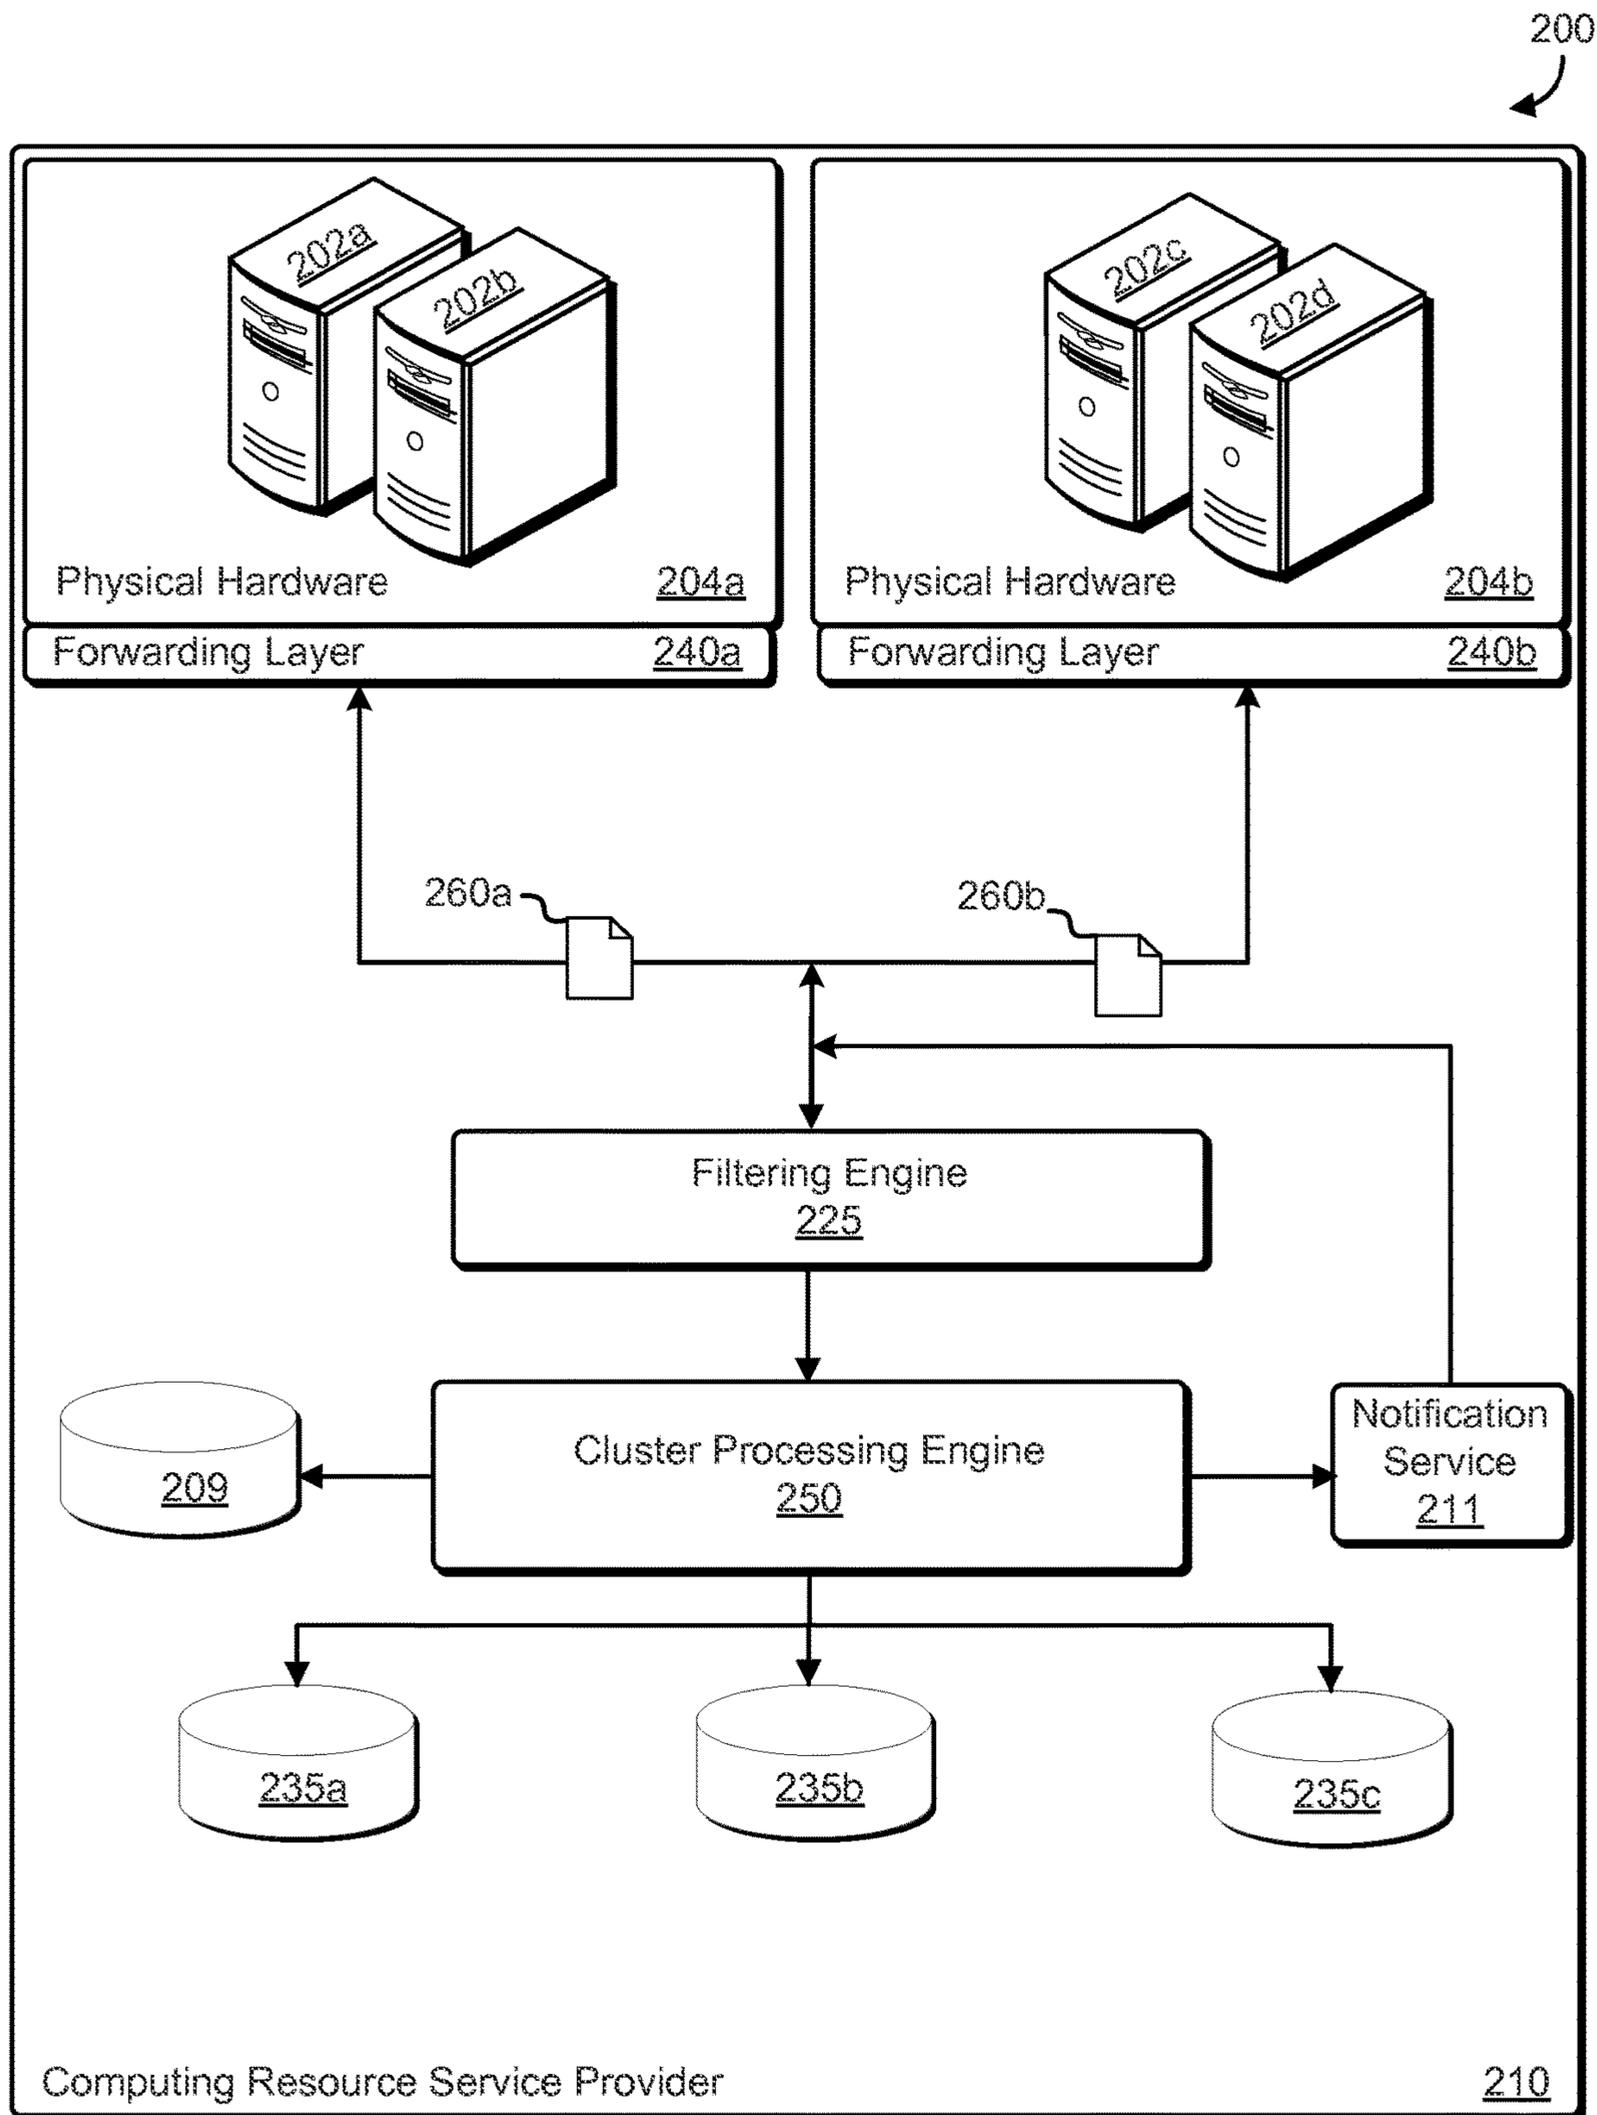 200
202a
202b
202c
202d
Physical Hardware 204a
Physical Hardware 204b
Forwarding Layer 240a
Forwarding Layer 240b
260a
260b
Filtering Engine
225
209
Cluster Processing Engine
250
Notification
Service
211
235a
235b
235c
Computing Resource Service Provider 210